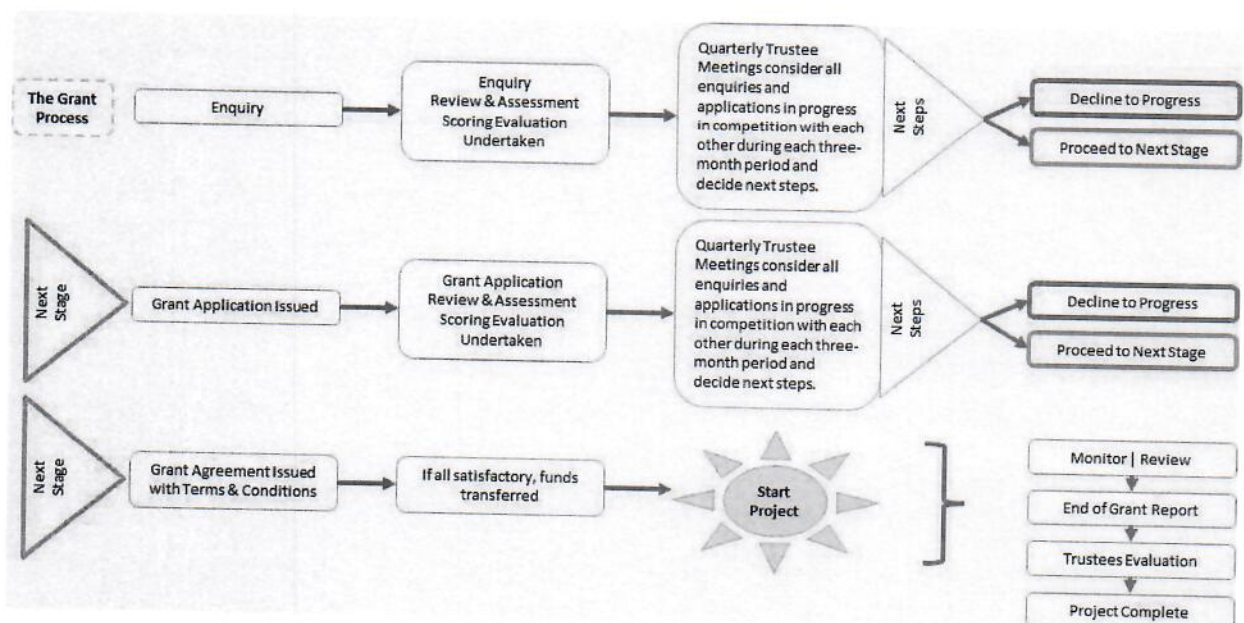 The Grant
Process
Enquiry
Enquiry
Review & Assessment
Scoring Evaluation
Undertaken
Quarterly Trustee
Meetings consider all
enquiries and
applications in progress
in competition with each
other during each three-
month period and
decide next steps.
Next
Steps
Decline to Progress
Proceed to Next Stage
Next
Stage
Grant Application Issued
Grant Application
Review & Assessment
Scoring Evaluation
Undertaken
Quarterly Trustee
Meetings consider all
enquiries and
applications in progress
in competition with each
other during each three-
month period and
decide next steps.
Next
Steps
Decline to Progress
Proceed to Next Stage
Next
Stage
Grant Agreement Issued
with Terms & Conditions
If all satisfactory, funds
transferred
Start
Project
Monitor | Review
End of Grant Report
Trustees Evaluation
Project Complete